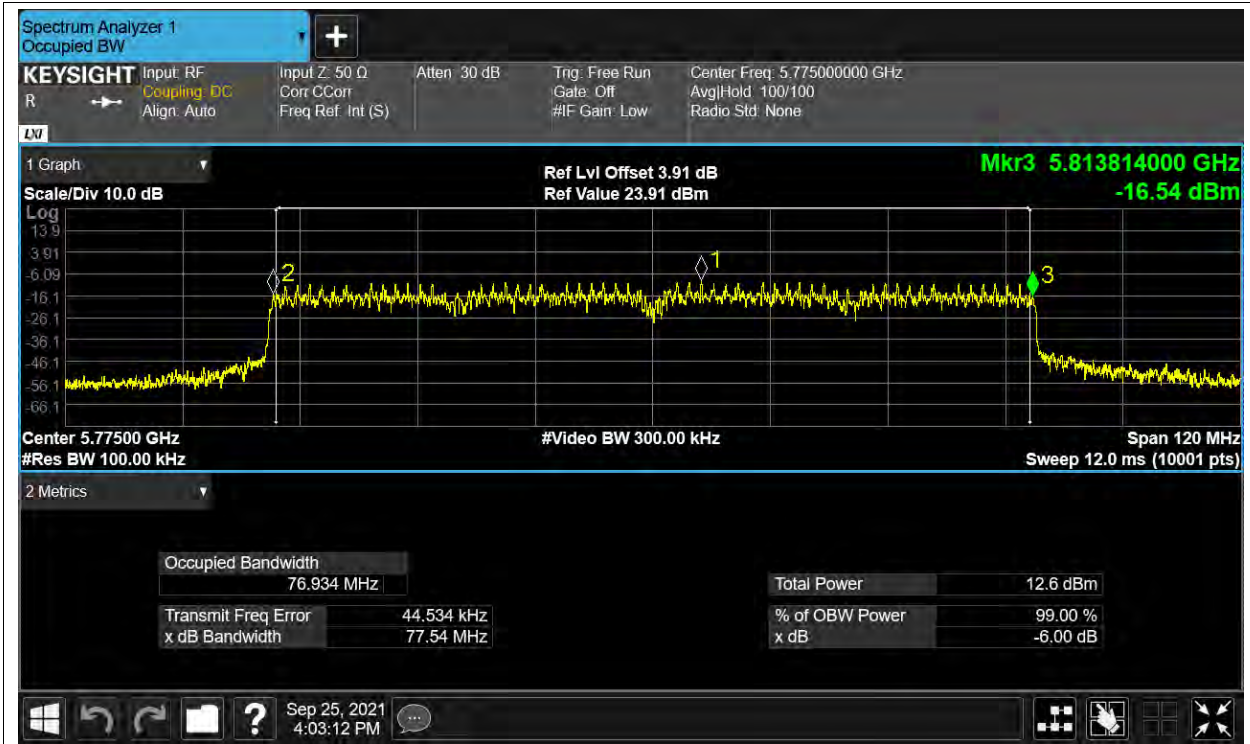 Spectrum Analyzer 1
Occupied BW
+
KEYSIGHT
R
LXI
Input: RF
Coupling: DC
Align: Auto
Input Z: 50 Ω
Corr CCorr
Freq Ref: Int (S)
Atten: 30 dB
Trig: Free Run
Gate: Off
#IF Gain: Low
Center Freq: 5.775000000 GHz
Avg|Hold: 100/100
Radio Std: None
1 Graph
Scale/Div 10.0 dB
Ref Lvl Offset 3.91 dB
Ref Value 23.91 dBm
Mkr3 5.813814000 GHz
-16.54 dBm
Log
13.9
3.91
-6.09
-16.1
-26.1
-36.1
-46.1
-56.1
-66.1
2
1
3
Center 5.77500 GHz
#Res BW 100.00 kHz
#Video BW 300.00 kHz
Span 120 MHz
Sweep 12.0 ms (10001 pts)
2 Metrics
Occupied Bandwidth
76.934 MHz
Transmit Freq Error 44.534 kHz
x dB Bandwidth 77.54 MHz
Total Power 12.6 dBm
% of OBW Power 99.00 %
x dB -6.00 dB
?
Sep 25, 2021
4:03:12 PM